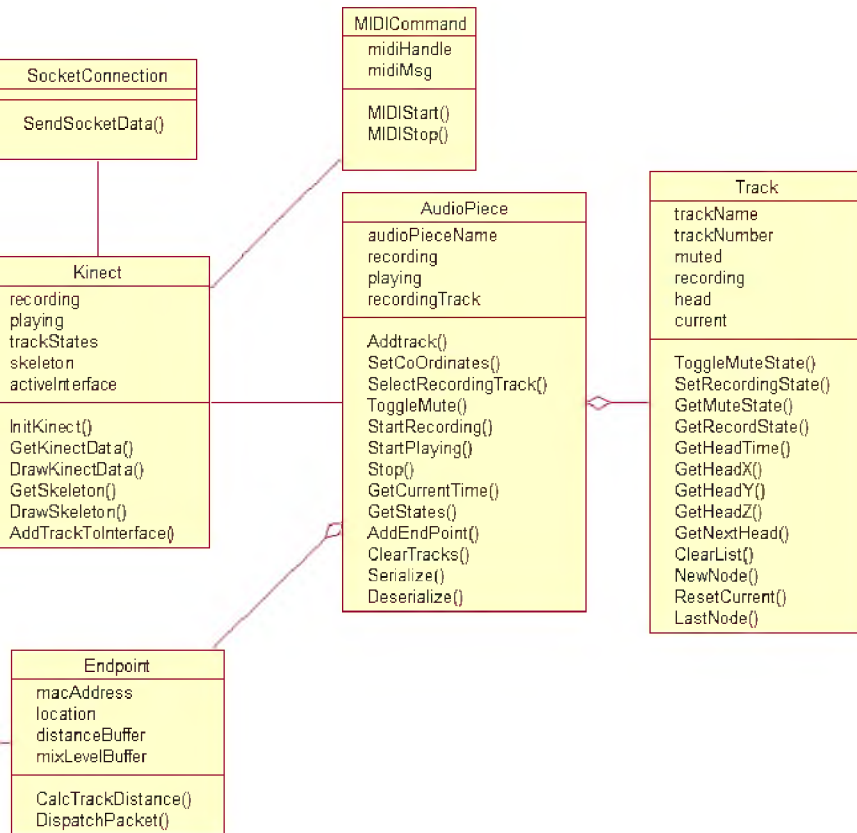 MIDICommand
midiHandle
midiMsg
MIDIStart()
MIDIStop()
SocketConnection
SendSocketData()
Kinect
recording
playing
trackStates
skeleton
activeInterface
InitKinect()
GetKinectData()
DrawKinectData()
GetSkeleton()
DrawSkeleton()
AddTrackToInterface()
AudioPiece
audioPieceName
recording
playing
recordingTrack
Addtrack()
SetCoOrdinates()
SelectRecordingTrack()
ToggleMute()
StartRecording()
StartPlaying()
Stop()
GetCurrentTime()
GetStates()
AddEndPoint()
ClearTracks()
Serialize()
Deserialize()
Track
trackName
trackNumber
muted
recording
head
current
ToggleMuteState()
SetRecordingState()
GetMuteState()
GetRecordState()
GetHeadTime()
GetHeadX()
GetHeadY()
GetHeadZ()
GetNextHead()
ClearList()
NewNode()
ResetCurrent()
LastNode()
Endpoint
macAddress
location
distanceBuffer
mixLevelBuffer
CalcTrackDistance()
DispatchPacket()